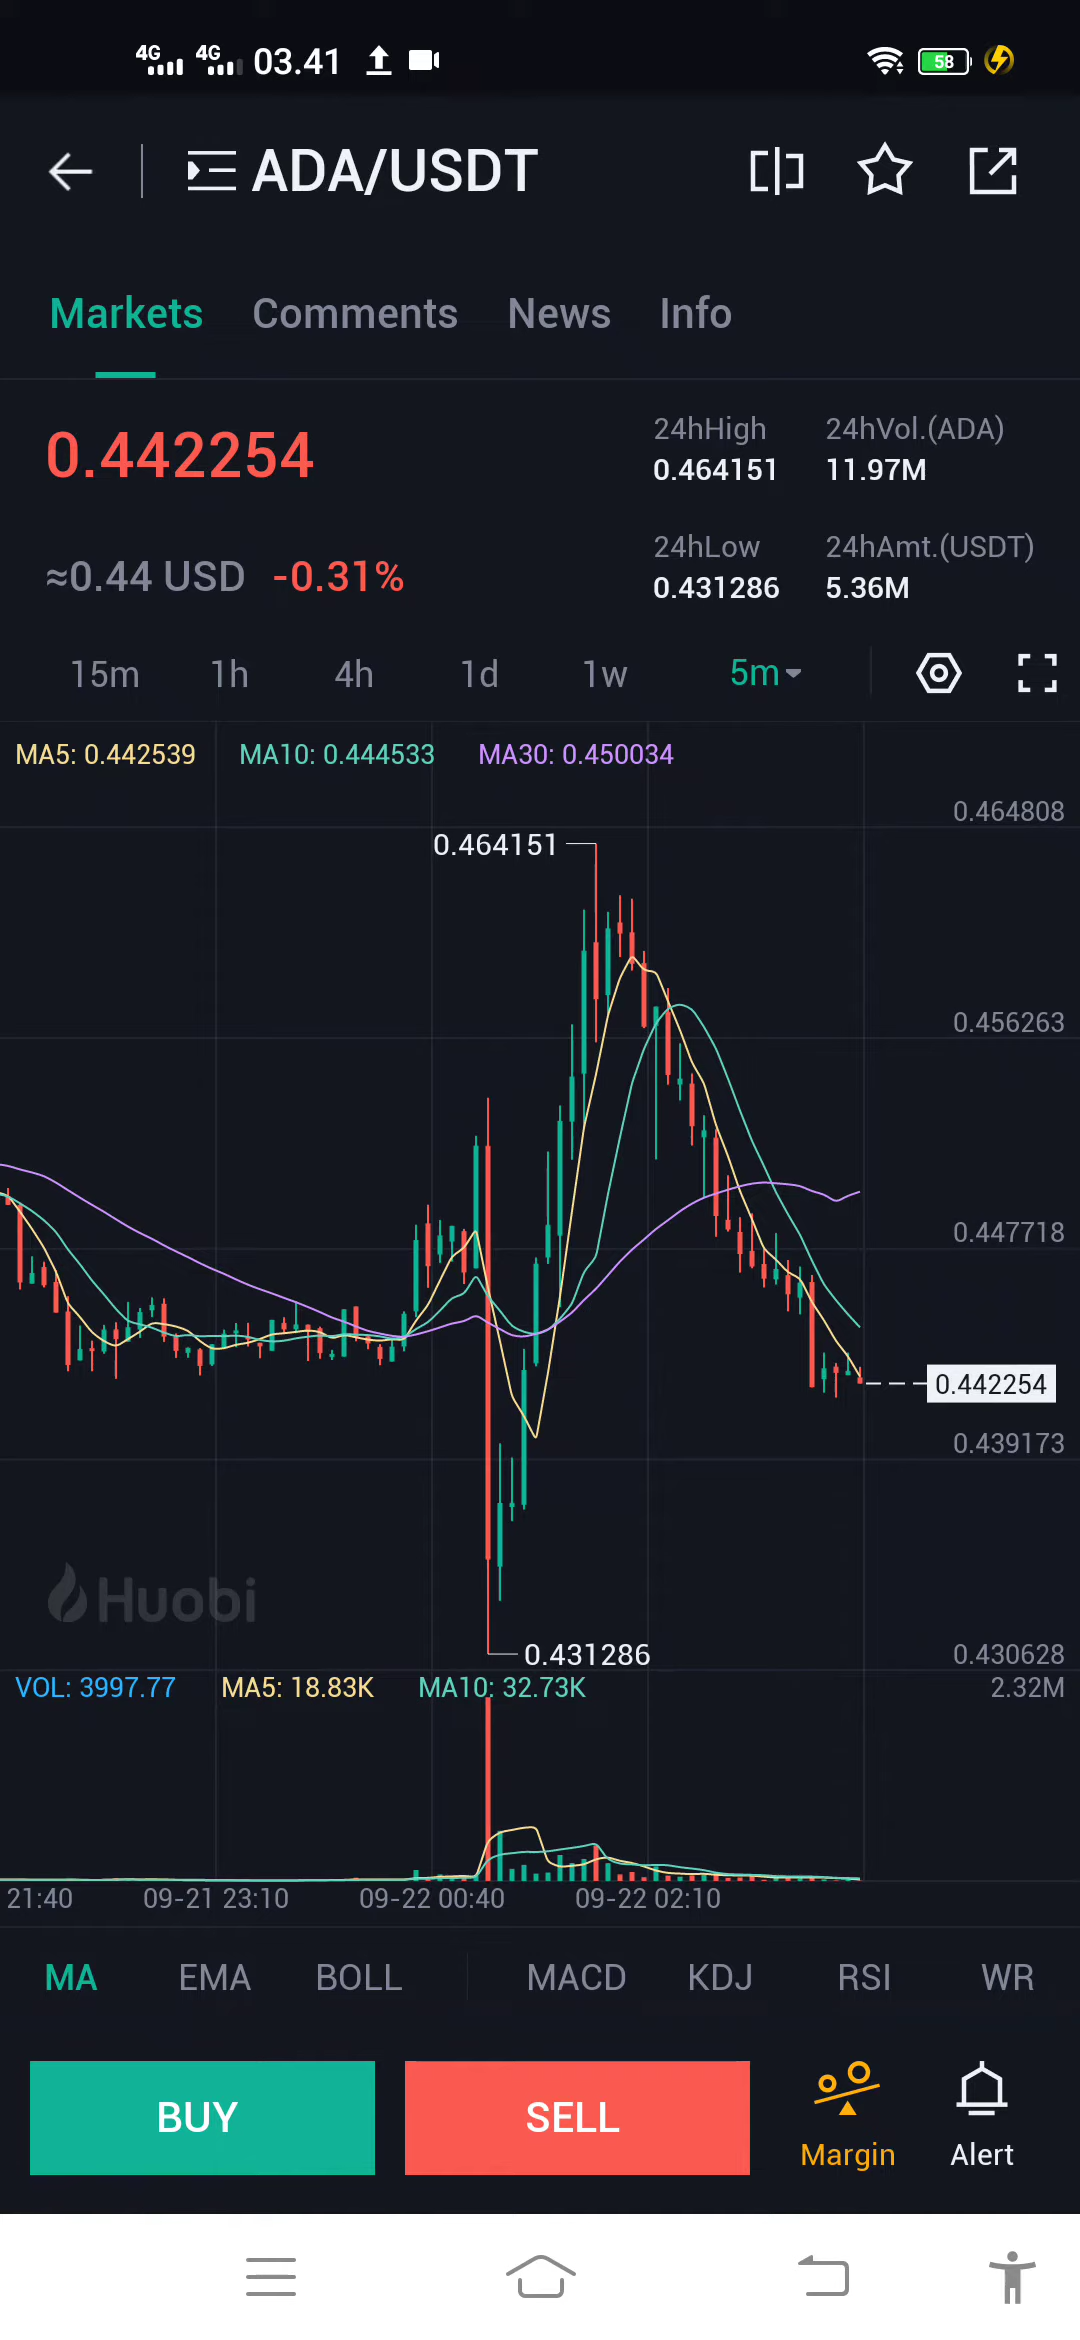 4G 4G 03.41 58
ADA/USDT
Markets Comments News Info
0.442254
24hHigh 24hVol.(ADA)
0.464151 11.97M
≈0.44 USD -0.31%
24hLow 24hAmt.(USDT)
0.431286 5.36M
15m 1h 4h 1d 1w 5m
MA5: 0.442539 MA10: 0.444533 MA30: 0.450034
0.464808
0.464151
0.456263
0.447718
0.442254
0.439173
Huobi
0.431286
0.430628
VOL: 3997.77 MA5: 18.83K MA10: 32.73K 2.32M
21:40 09-21 23:10 09-22 00:40 09-22 02:10
MA EMA BOLL MACD KDJ RSI WR
BUY SELL Margin Alert